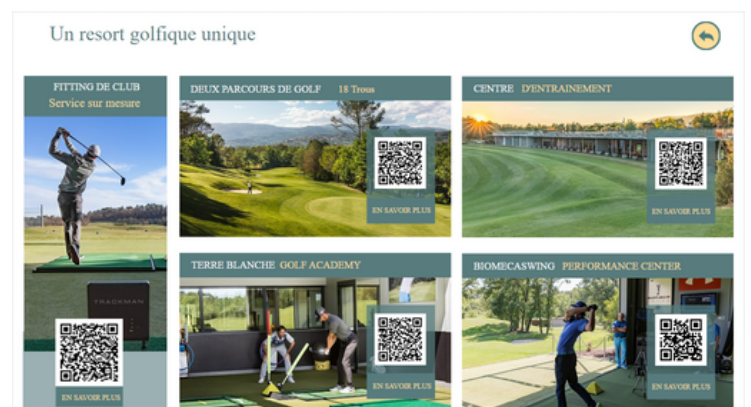 Un resort golfique unique
FITTING DE CLUB
Service sur mesure
TRACKMAN
EN SAVOIR PLUS
DEUX PARCOURS DE GOLF 18 Trous
EN SAVOIR PLUS
CENTRE D'ENTRAINEMENT
EN SAVOIR PLUS
TERRE BLANCHE GOLF ACADEMY
EN SAVOIR PLUS
BIOMECASWING PERFORMANCE CENTER
EN SAVOIR PLUS